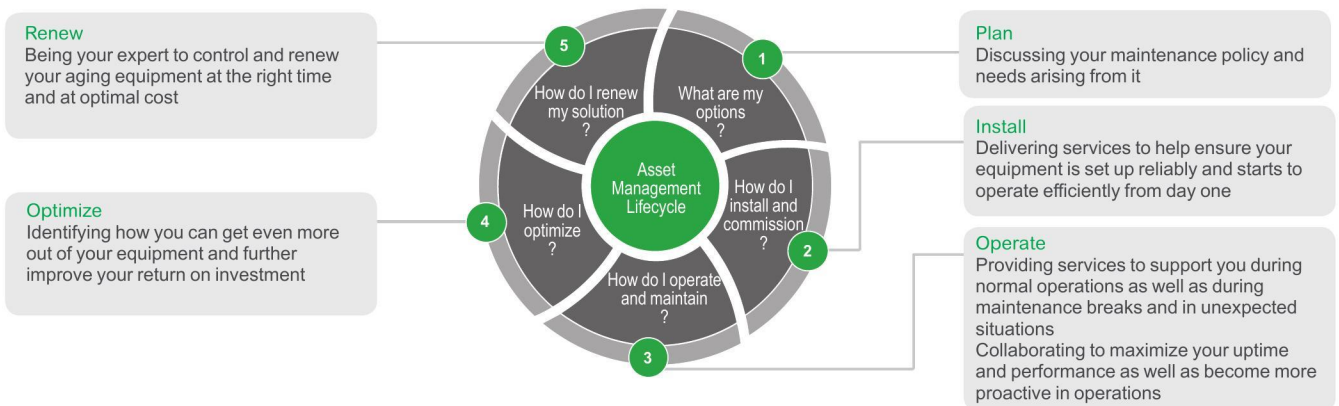 Renew
Being your expert to control and renew
your aging equipment at the right time
and at optimal cost
Optimize
Identifying how you can get even more
out of your equipment and further
improve your return on investment
5
How do I renew
my solution
?
1
What are my
options
?
Asset
Management
Lifecycle
How do I
install and
commission
?
2
How do I
optimize
?
4
How do I operate
and maintain
?
3
Plan
Discussing your maintenance policy and
needs arising from it
Install
Delivering services to help ensure your
equipment is set up reliably and starts to
operate efficiently from day one
Operate
Providing services to support you during
normal operations as well as during
maintenance breaks and in unexpected
situations
Collaborating to maximize your uptime
and performance as well as become more
proactive in operations